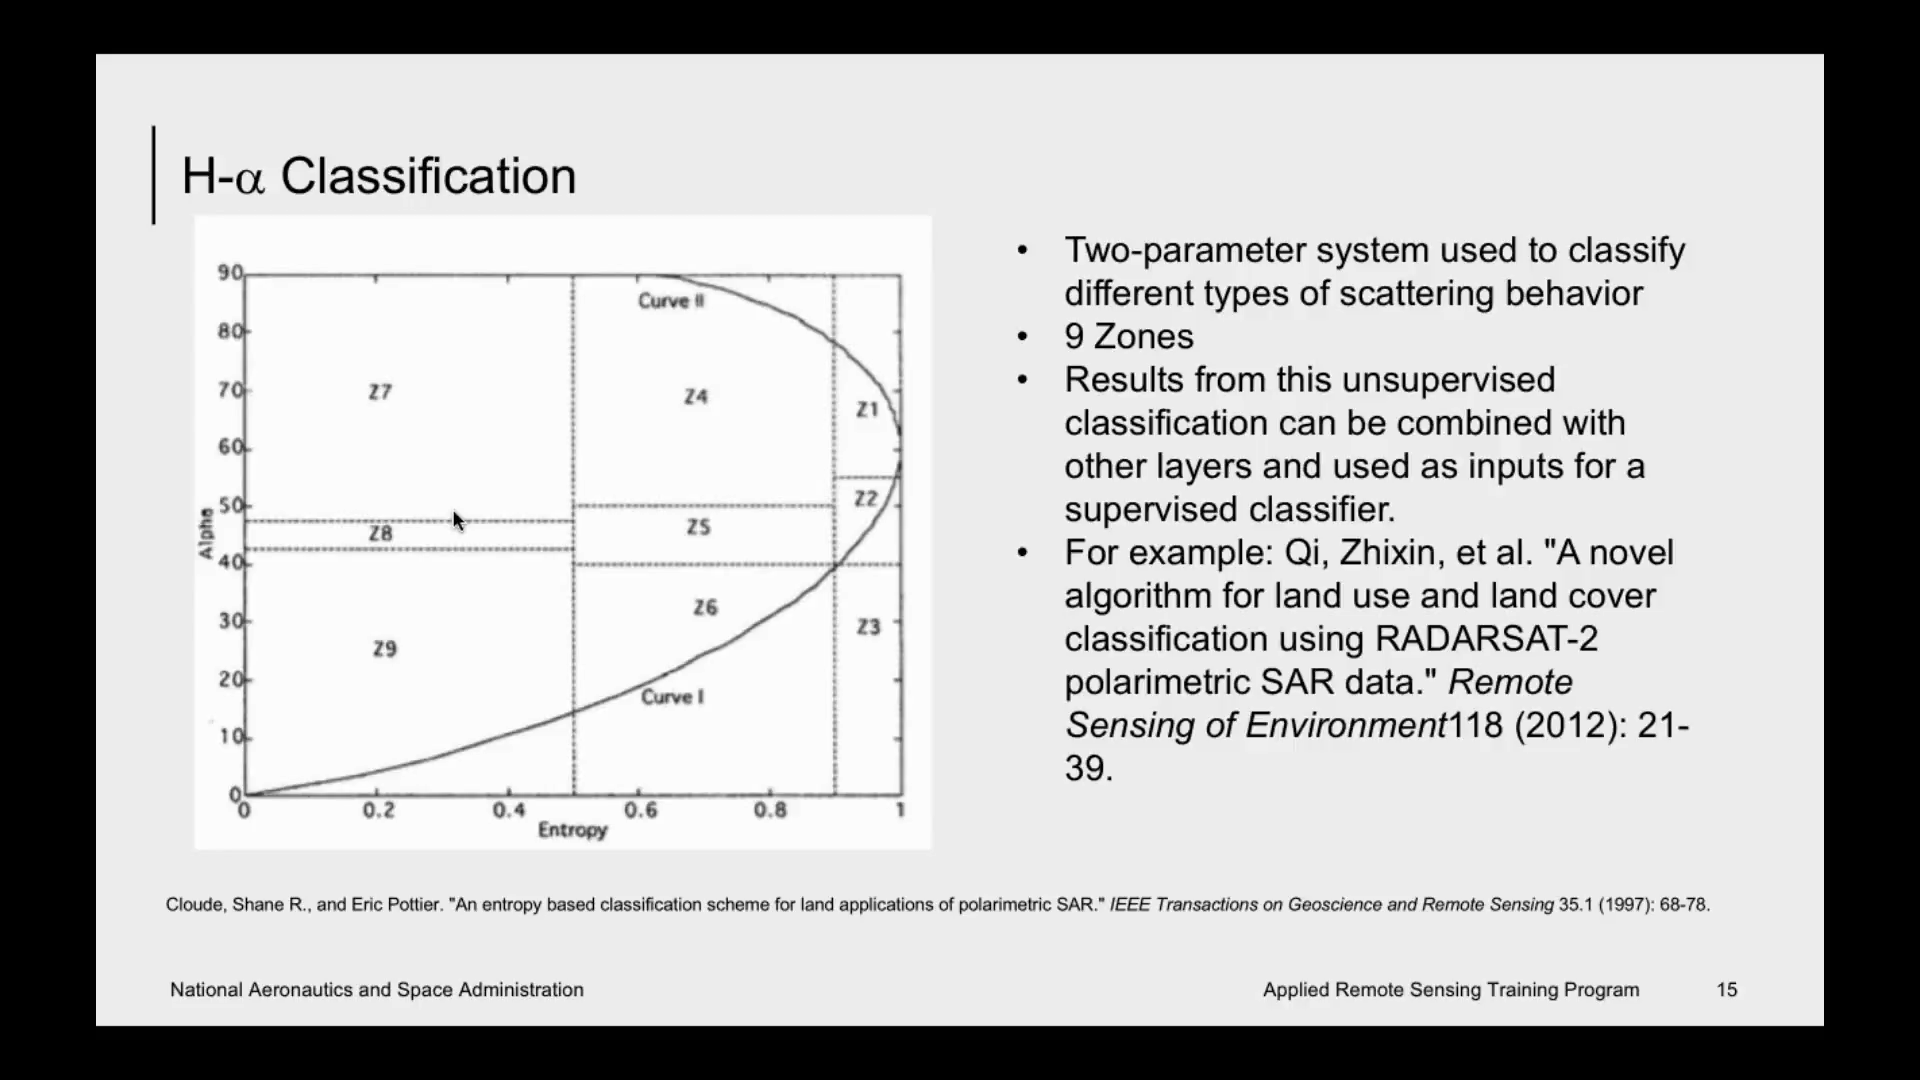 H-α Classification
90
Curve II
80
Z7
70
Z4
Z1
60
50
Z2
Z5
Z8
Alpha
40
Z6
30
Z3
Z9
20
Curve I
10
0
0
0.2
0.4
0.6
0.8
1
Entropy
• Two-parameter system used to classify
different types of scattering behavior
• 9 Zones
• Results from this unsupervised
classification can be combined with
other layers and used as inputs for a
supervised classifier.
• For example: Qi, Zhixin, et al. "A novel
algorithm for land use and land cover
classification using RADARSAT-2
polarimetric SAR data." Remote
Sensing of Environment118 (2012): 21-
39.
Cloude, Shane R., and Eric Pottier. "An entropy based classification scheme for land applications of polarimetric SAR." IEEE Transactions on Geoscience and Remote Sensing 35.1 (1997): 68-78.
National Aeronautics and Space Administration
Applied Remote Sensing Training Program
15